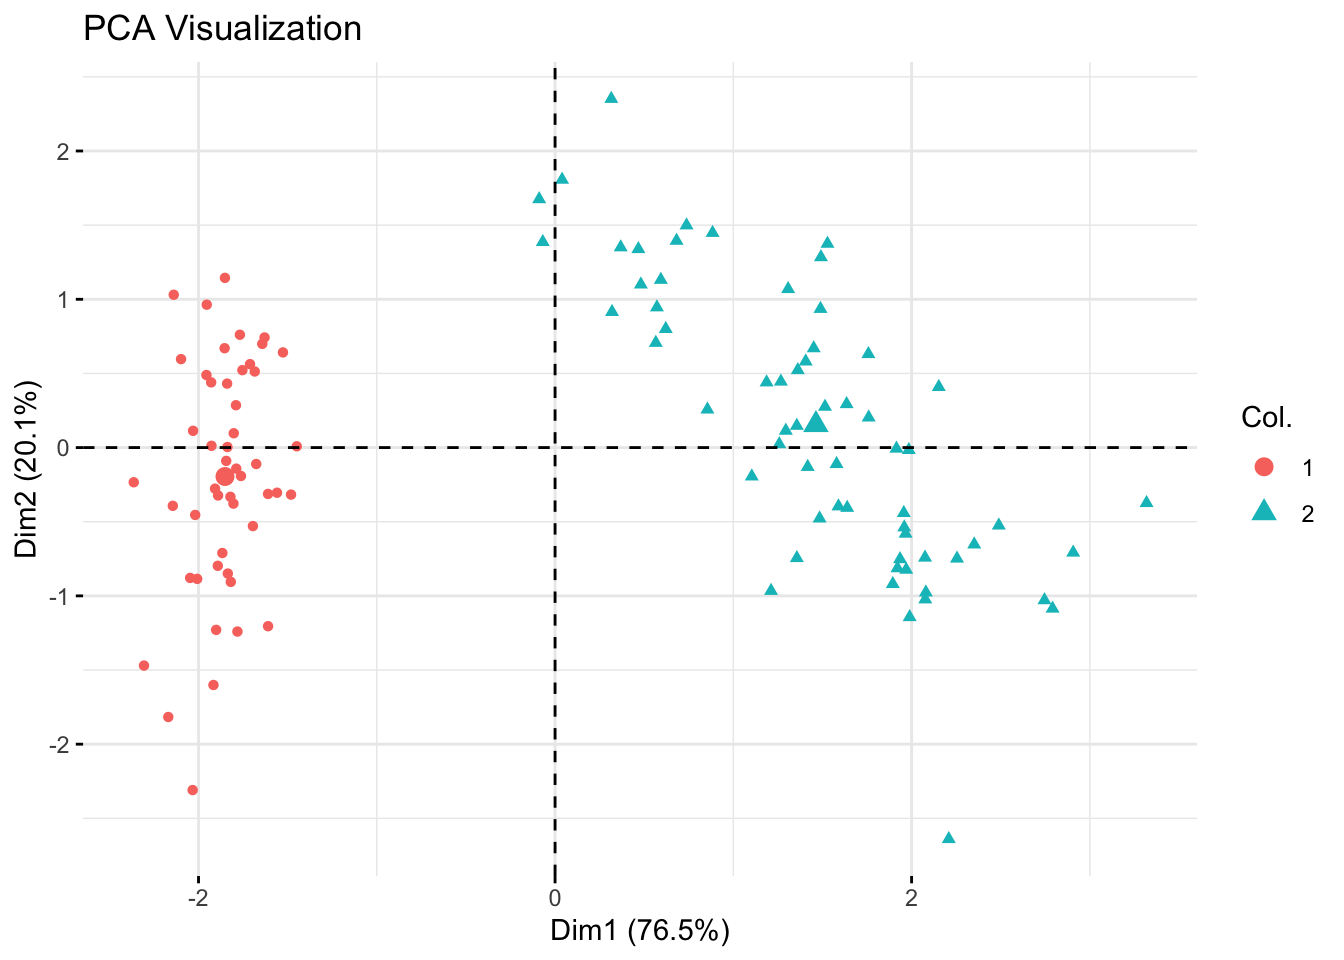 PCA Visualization
Dim2 (20.1%)
2
1
0
-1
-2
-2
0
2
Dim1 (76.5%)
Col.
1
2